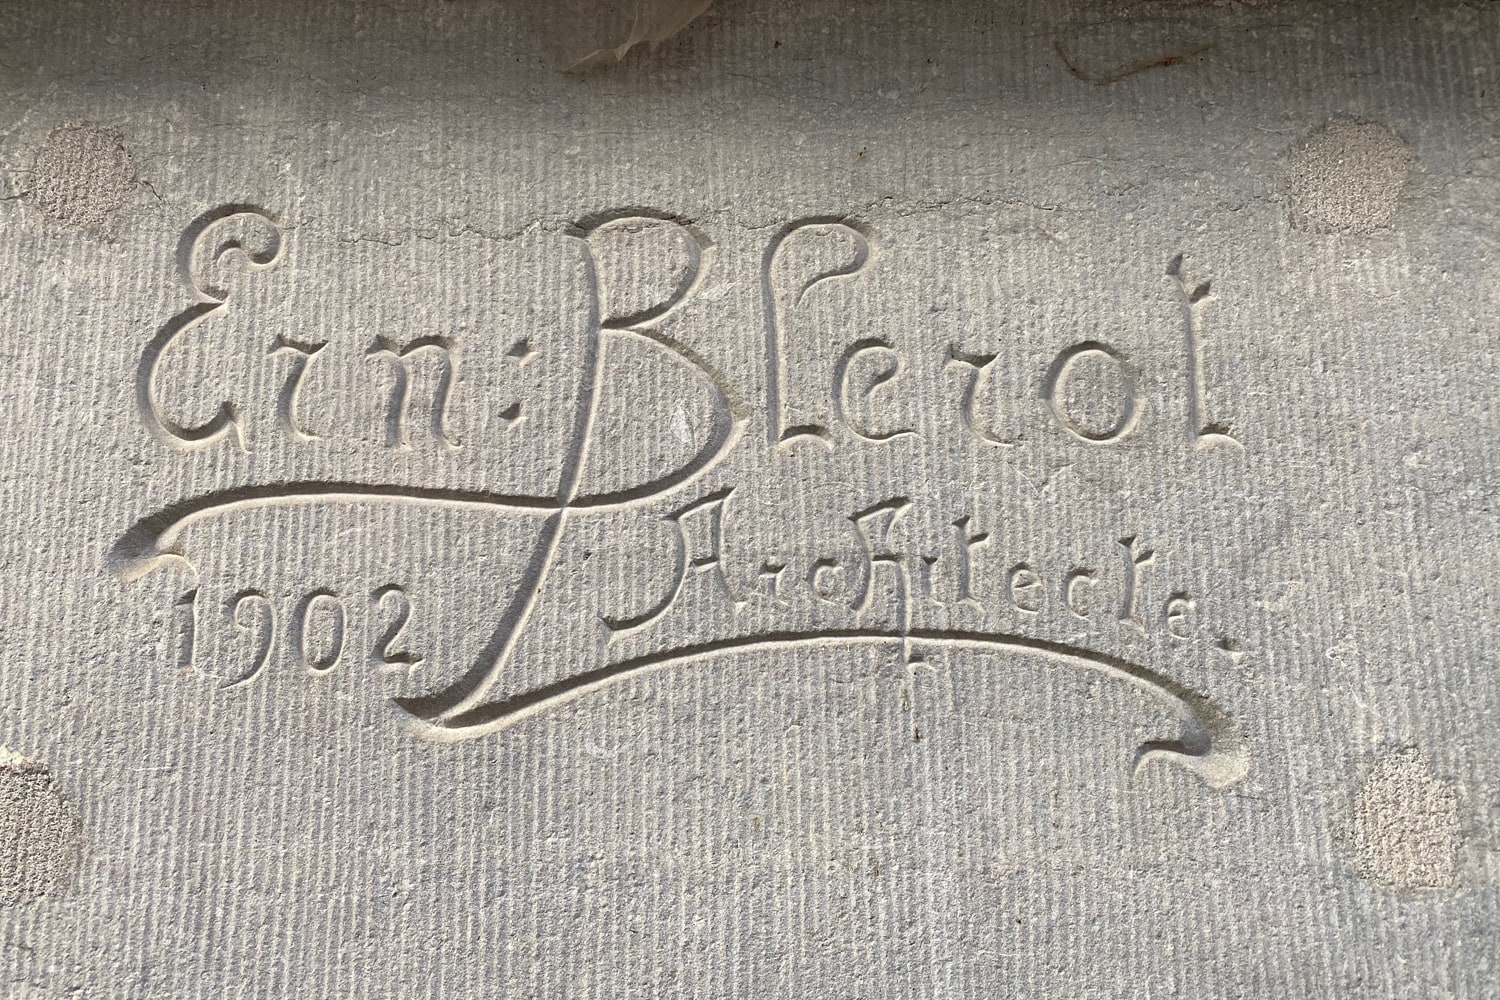 Ern: Blerot
Architecte.
1902